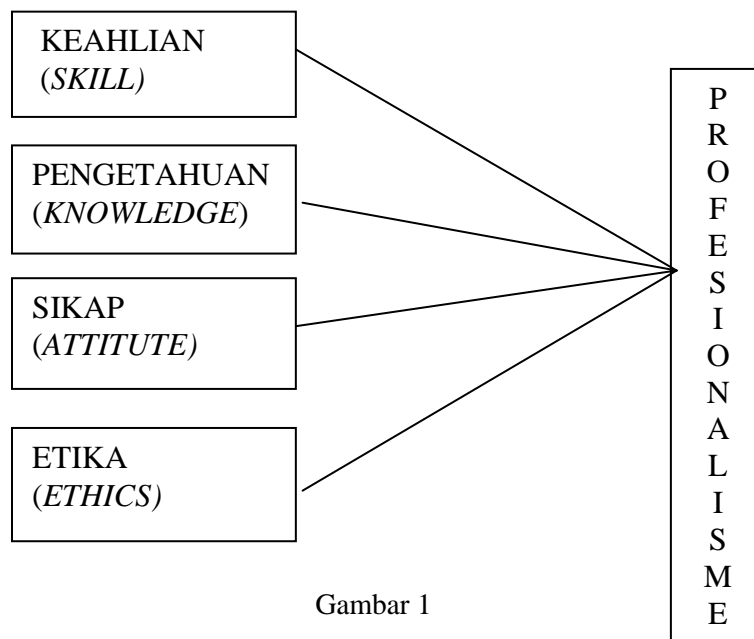 KEAHLIAN
(SKILL)
PENGETAHUAN
(KNOWLEDGE)
SIKAP
(ATTITUTE)
ETIKA
(ETHICS)
P
R
O
F
E
S
I
O
N
A
L
I
S
M
E
Gambar 1